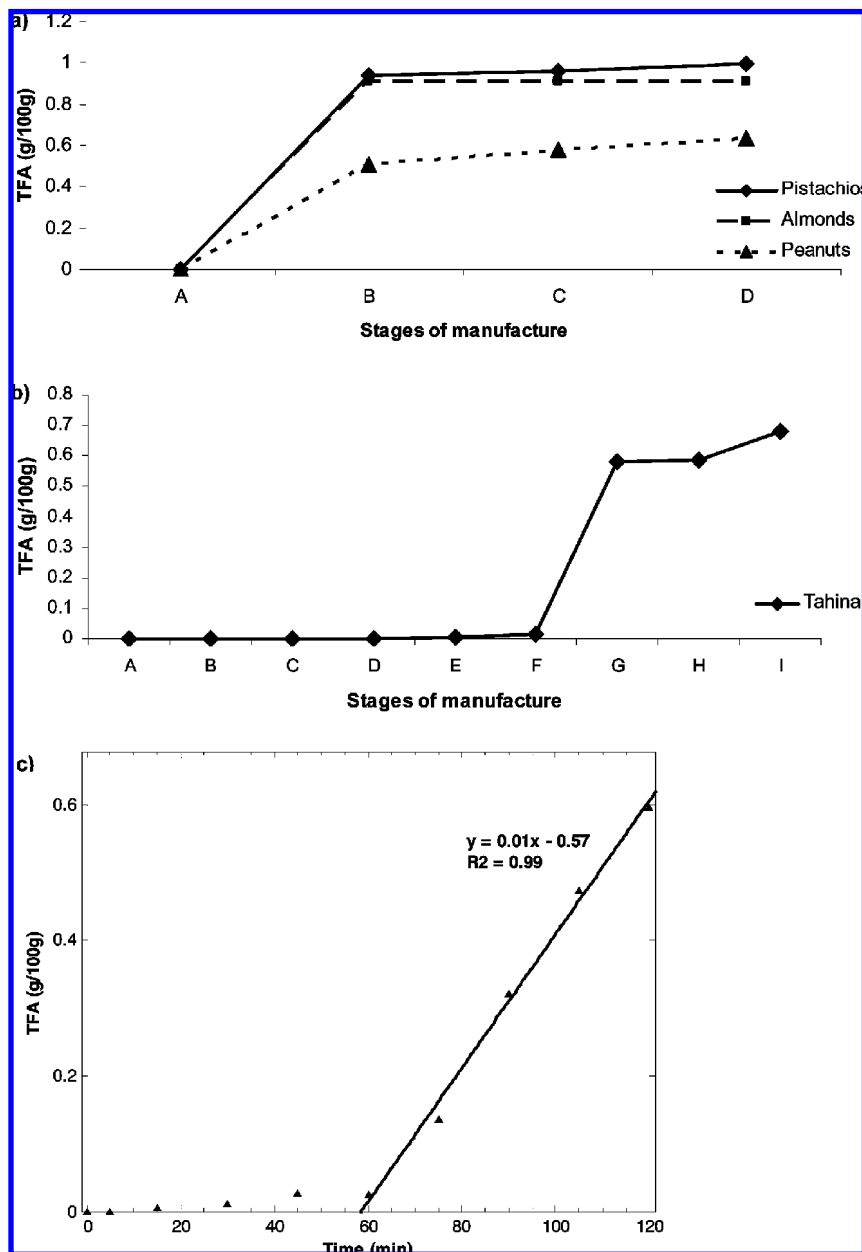 a)
1.2
1
0.8
0.6
0.4
0.2
0
TFA (g/100g)
Pistachios
Almonds
Peanuts
A B C D
Stages of manufacture
b)
0.8
0.7
0.6
0.5
0.4
0.3
0.2
0.1
0
TFA (g/100g)
Tahina
A B C D E F G H I
Stages of manufacture
c)
0.6
0.4
0.2
0
TFA (g/100g)
y = 0.01x - 0.57
R2 = 0.99
0 20 40 60 80 100 120
Time (min)